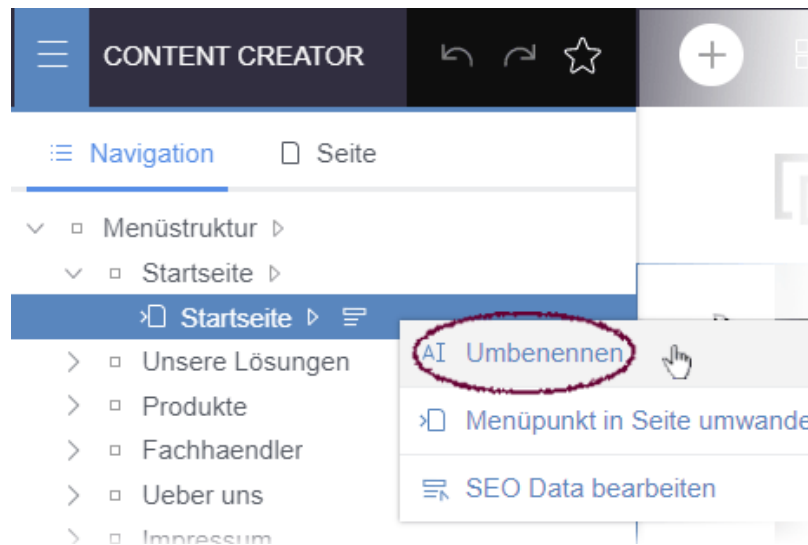 CONTENT CREATOR
Navigation
Seite
Menüstruktur
Startseite
Startseite
Umbenennen
Unsere Lösungen
Produkte
Menüpunkt in Seite
Fachhaendler
SEO Data bearbeiten
Ueber uns
Impressum